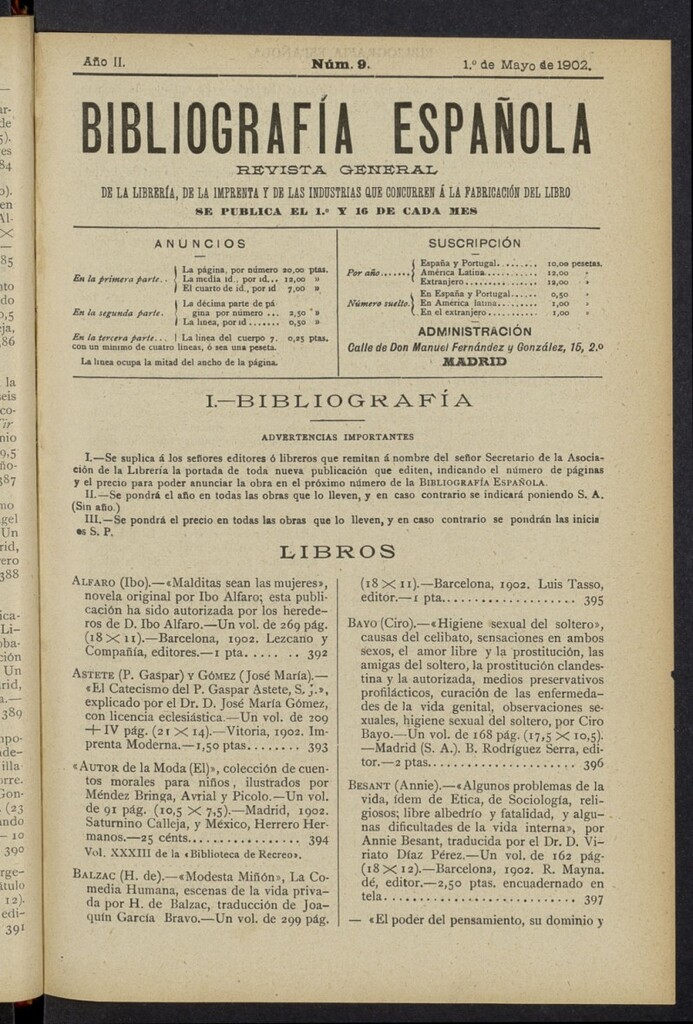 Año II.
Núm. 9.
1.º de Mayo de 1902.
BIBLIOGRAFÍA ESPAÑOLA
REVISTA GENERAL
DE LA LIBRERÍA, DE LA IMPRENTA Y DE LAS INDUSTRIAS QUE CONCURREN Á LA FABRICACIÓN DEL LIBRO
SE PUBLICA EL 1.º Y 16 DE CADA MES
ANUNCIOS
En la primera parte..
La página, por número 20,00 ptas.
La media id., por id... 12,00 »
El cuarto de id., por id 7,00 »
En la segunda parte.
La décima parte de pá
gina por número ... 2,50 »
La línea, por id....... 0,50 »
En la tercera parte... La línea del cuerpo 7. 0,25 ptas.
con un mínimo de cuatro líneas, ó sea una peseta.
La línea ocupa la mitad del ancho de la página.
SUSCRIPCIÓN
Por año.......
España y Portugal........ 10,00 pesetas.
América Latina........... 12,00 »
Extranjero............... 12,00 »
Número suelto.
En España y Portugal..... 0,50 »
En América latina........ 1,00 »
En el extranjero......... 1,00 »
ADMINISTRACIÓN
Calle de Don Manuel Fernández y González, 15, 2.º
MADRID
I.—BIBLIOGRAFÍA
ADVERTENCIAS IMPORTANTES
I.—Se suplica á los señores editores ó libreros que remitan á nombre del señor Secretario de la Asocia-
ción de la Librería la portada de toda nueva publicación que editen, indicando el número de páginas
y el precio para poder anunciar la obra en el próximo número de la BIBLIOGRAFÍA ESPAÑOLA.
II.—Se pondrá el año en todas las obras que lo lleven, y en caso contrario se indicará poniendo S. A.
(Sin año.)
III.—Se pondrá el precio en todas las obras que lo lleven, y en caso contrario se pondrán las inicia
es S. P.
LIBROS
ALFARO (Ibo).—«Malditas sean las mujeres»,
novela original por Ibo Alfaro; esta publi-
cación ha sido autorizada por los herede-
ros de D. Ibo Alfaro.—Un vol. de 269 pág.
(18 × 11).—Barcelona, 1902. Lezcano y
Compañía, editores.—1 pta...... .. 392
ASTETE (P. Gaspar) y GÓMEZ (José María).—
«El Catecismo del P. Gaspar Astete, S. J.»,
explicado por el Dr. D. José María Gómez,
con licencia eclesiástica.—Un vol. de 209
+ IV pág. (21 × 14).—Vitoria, 1902. Im-
prenta Moderna.—1,50 ptas........ 393
«AUTOR de la Moda (El)», colección de cuen-
tos morales para niños, ilustrados por
Méndez Bringa, Avrial y Picolo.—Un vol.
de 91 pág. (10,5 × 7,5).—Madrid, 1902.
Saturnino Calleja, y México, Herrero Her-
manos.—25 cénts................ 394
Vol. XXXIII de la «Biblioteca de Recreo».
BALZAC (H. de).—«Modesta Miñón», La Co-
media Humana, escenas de la vida priva-
da por H. de Balzac, traducción de Joa-
quín García Bravo.—Un vol. de 299 pág.
(18 × 11).—Barcelona, 1902. Luis Tasso,
editor.—1 pta.................... 395
BAYO (Ciro).—«Higiene sexual del soltero»,
causas del celibato, sensaciones en ambos
sexos, el amor libre y la prostitución, las
amigas del soltero, la prostitución clandes-
tina y la autorizada, medios preservativos
profilácticos, curación de las enfermeda-
des de la vida genital, observaciones se-
xuales, higiene sexual del soltero, por Ciro
Bayo.—Un vol. de 168 pág. (17,5 × 10,5).
—Madrid (S. A.). B. Rodríguez Serra, edi-
tor.—2 ptas...................... 396
BESANT (Annie).—«Algunos problemas de la
vida, ídem de Etica, de Sociología, reli-
giosos; libre albedrío y fatalidad, y algu-
nas dificultades de la vida interna», por
Annie Besant, traducida por el Dr. D. Vi-
riato Díaz Pérez.—Un vol. de 162 pág-
(18 × 12).—Barcelona, 1902. R. Mayna.
dé, editor.—2,50 ptas. encuadernado en
tela............................ 397
— «El poder del pensamiento, su dominio y